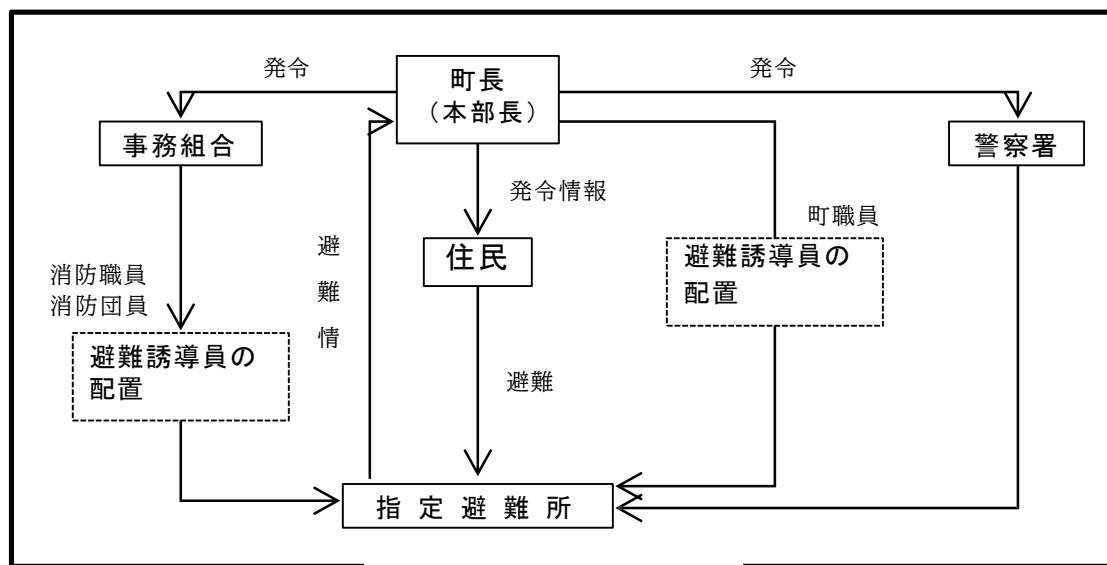 発令
町長
（本部長）
発令
事務組合
警察署
発令情報
町職員
避難情
住民
避難誘導員の
配置
消防職員
消防団員
避難誘導員の
配置
避難
指定避難所